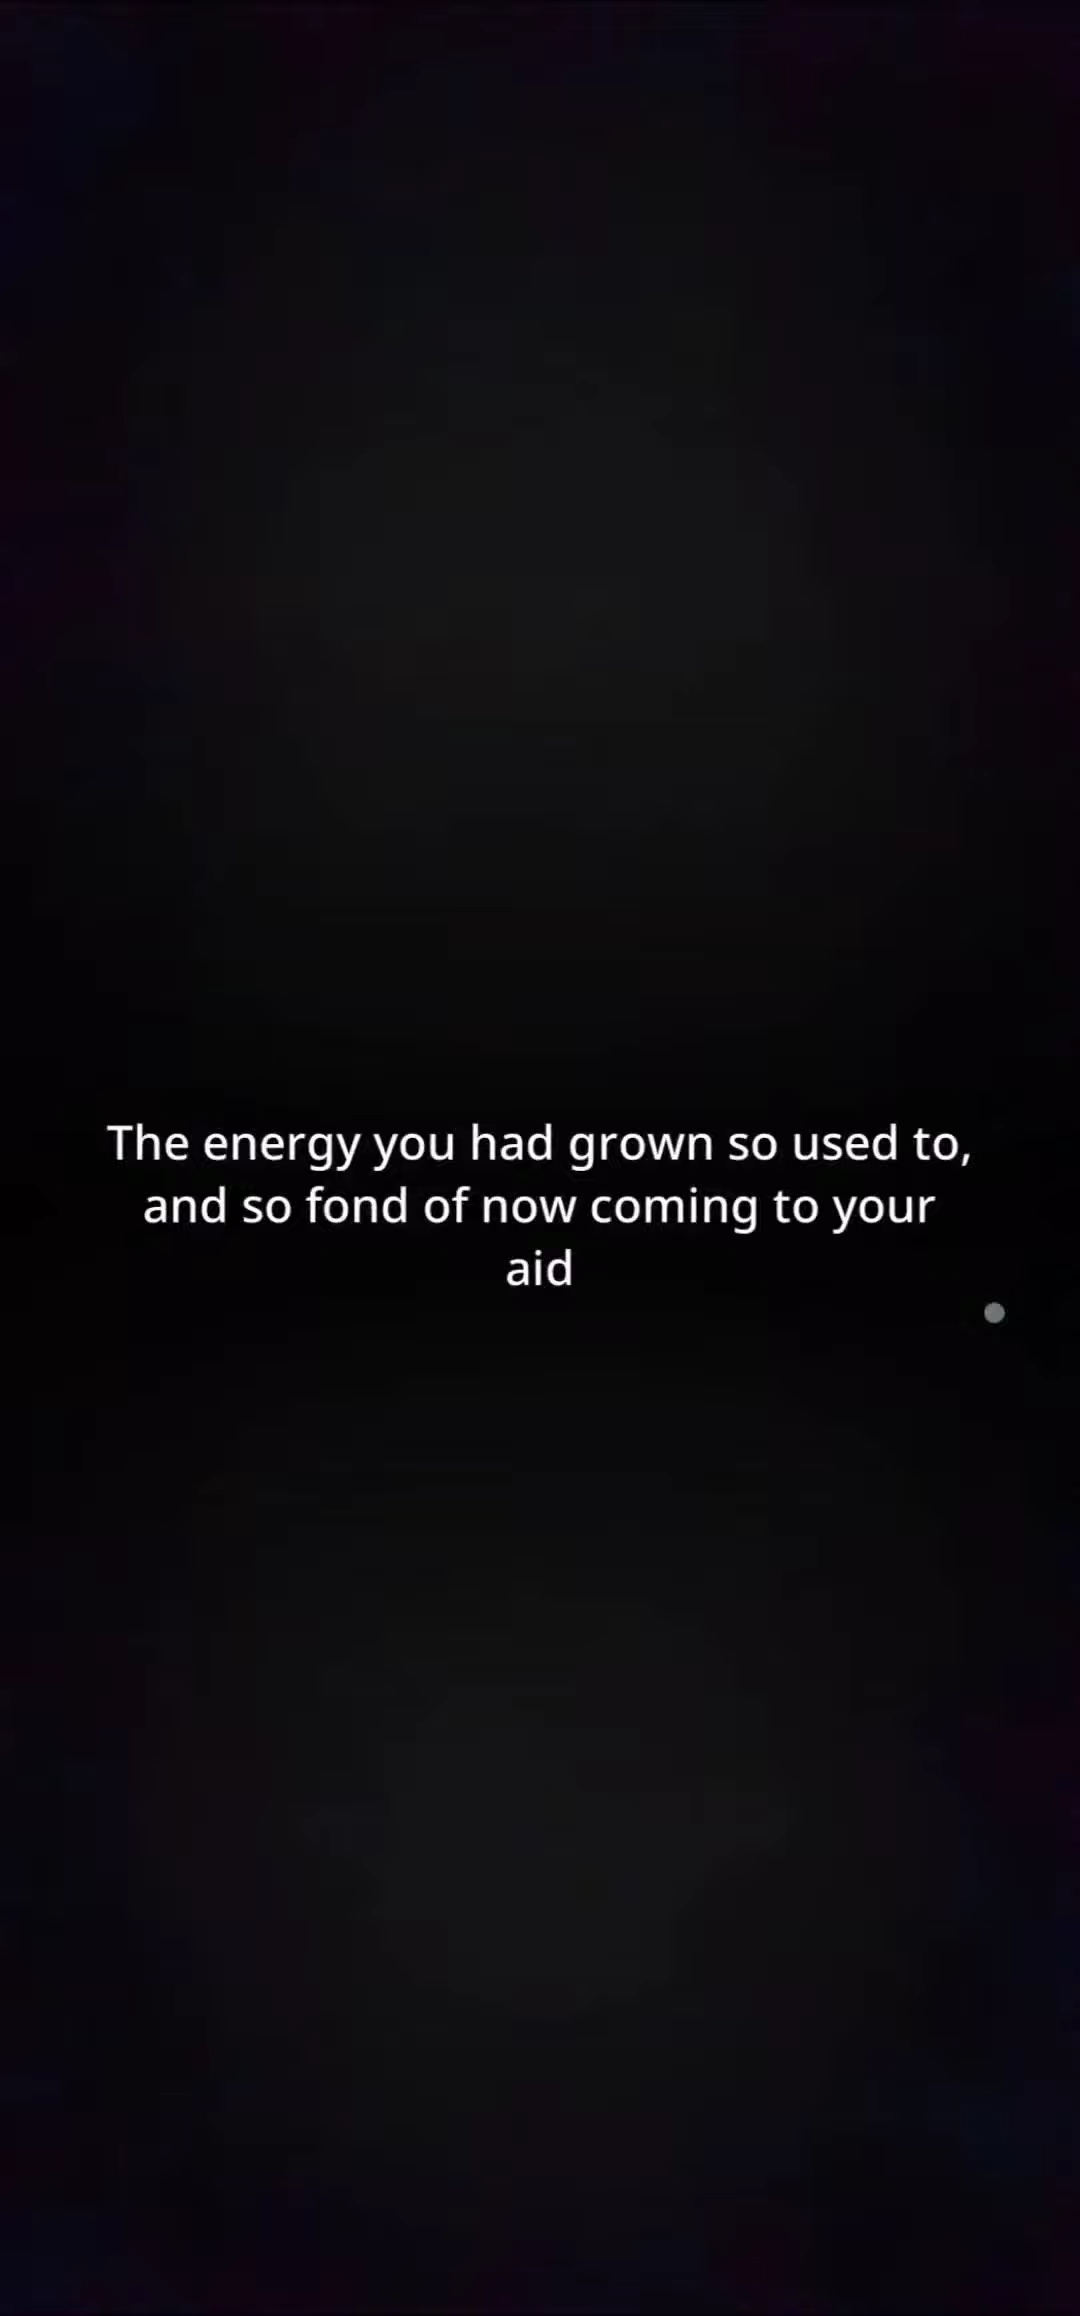 The energy you had grown so used to,
and so fond of now coming to your
aid